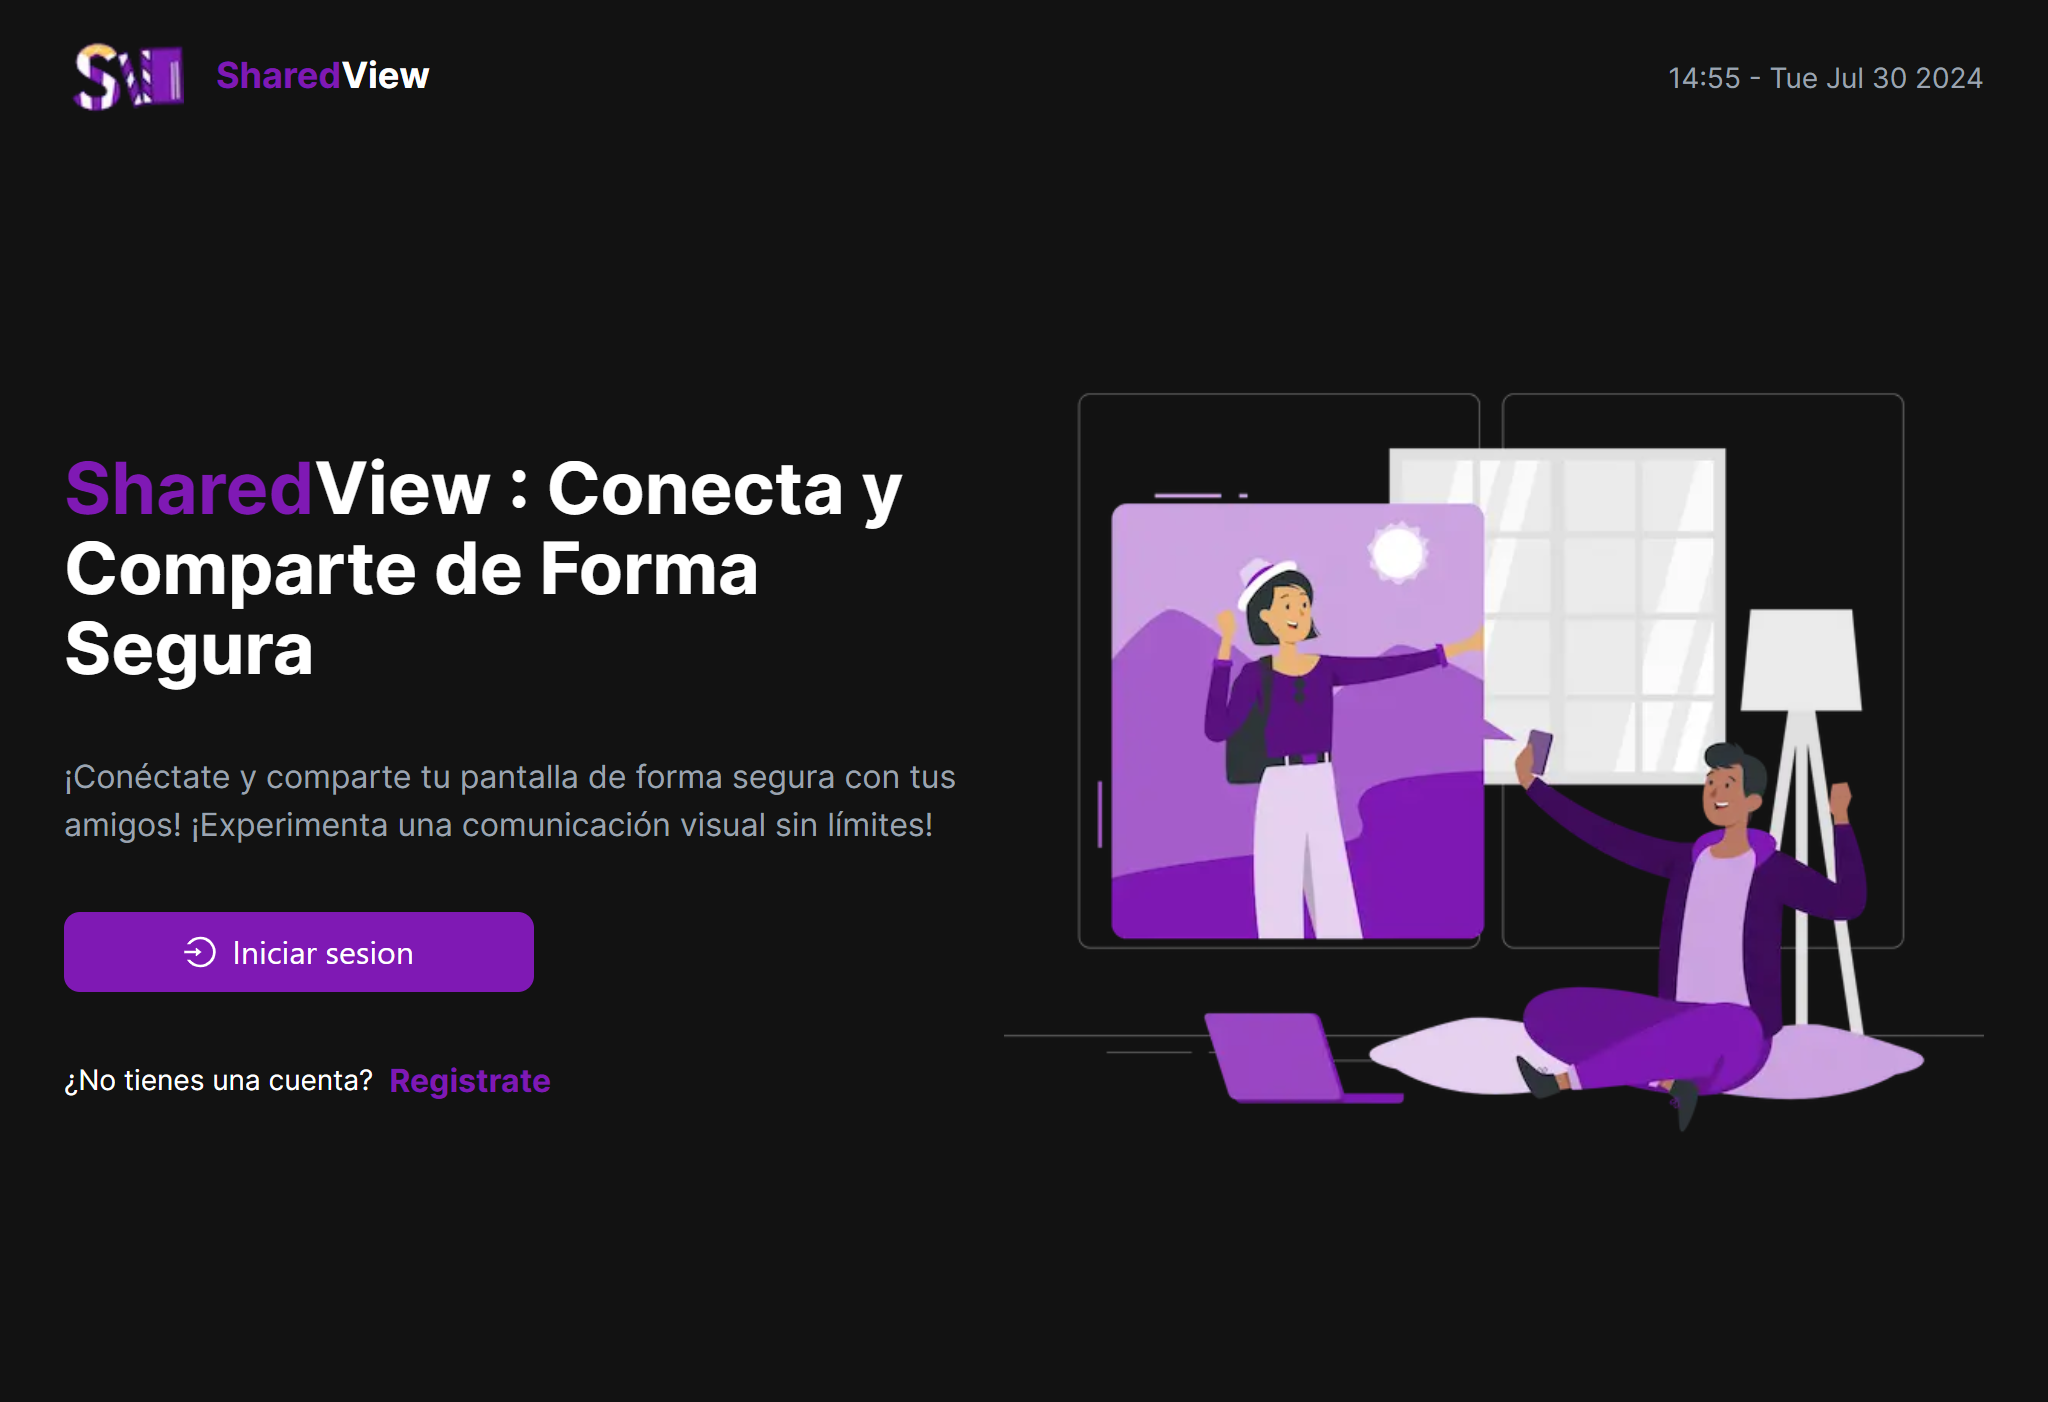 SV
SharedView
14:55 - Tue Jul 30 2024
SharedView : Conecta y
Comparte de Forma
Segura
¡Conéctate y comparte tu pantalla de forma segura con tus
amigos! ¡Experimenta una comunicación visual sin límites!
Iniciar sesion
¿No tienes una cuenta? Registrate